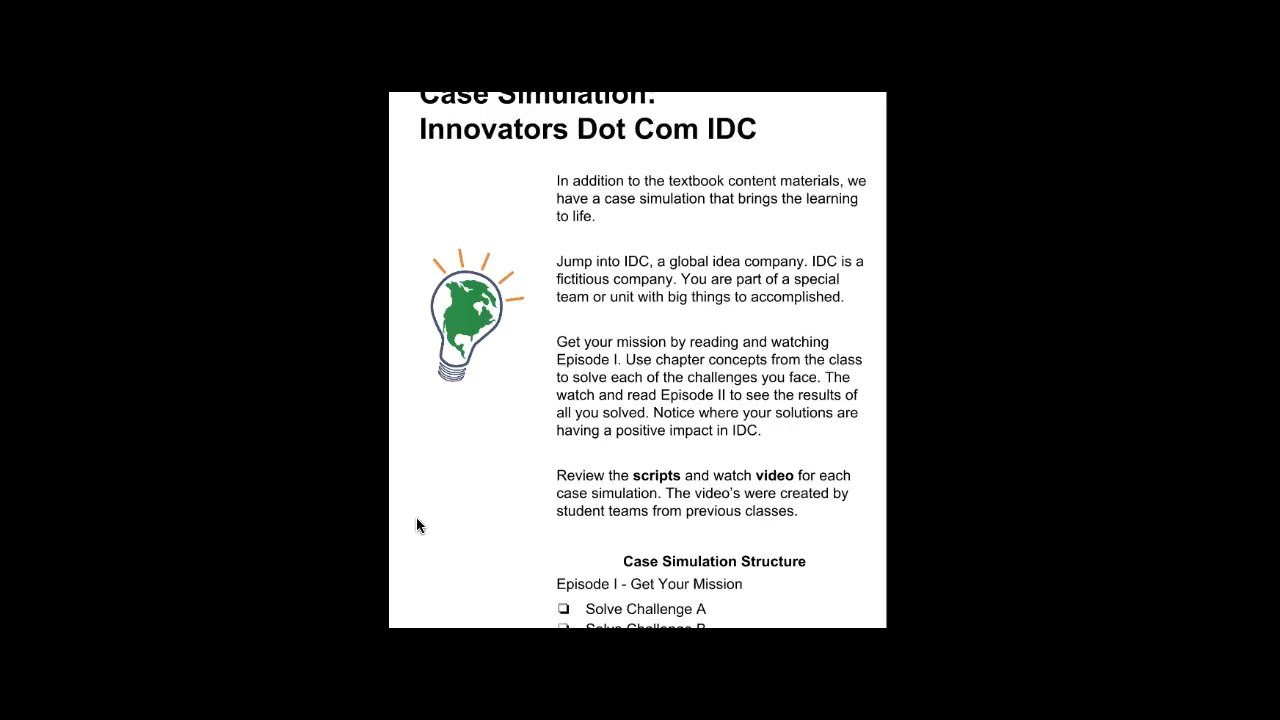 Case Simulation:
Innovators Dot Com IDC
In addition to the textbook content materials, we
have a case simulation that brings the learning
to life.
Jump into IDC, a global idea company. IDC is a
fictitious company. You are part of a special
team or unit with big things to accomplished.
Get your mission by reading and watching
Episode I. Use chapter concepts from the class
to solve each of the challenges you face. The
watch and read Episode II to see the results of
all you solved. Notice where your solutions are
having a positive impact in IDC.
Review the scripts and watch video for each
case simulation. The video’s were created by
student teams from previous classes.
Case Simulation Structure
Episode I - Get Your Mission
❏ Solve Challenge A
❏ Solve Challenge B